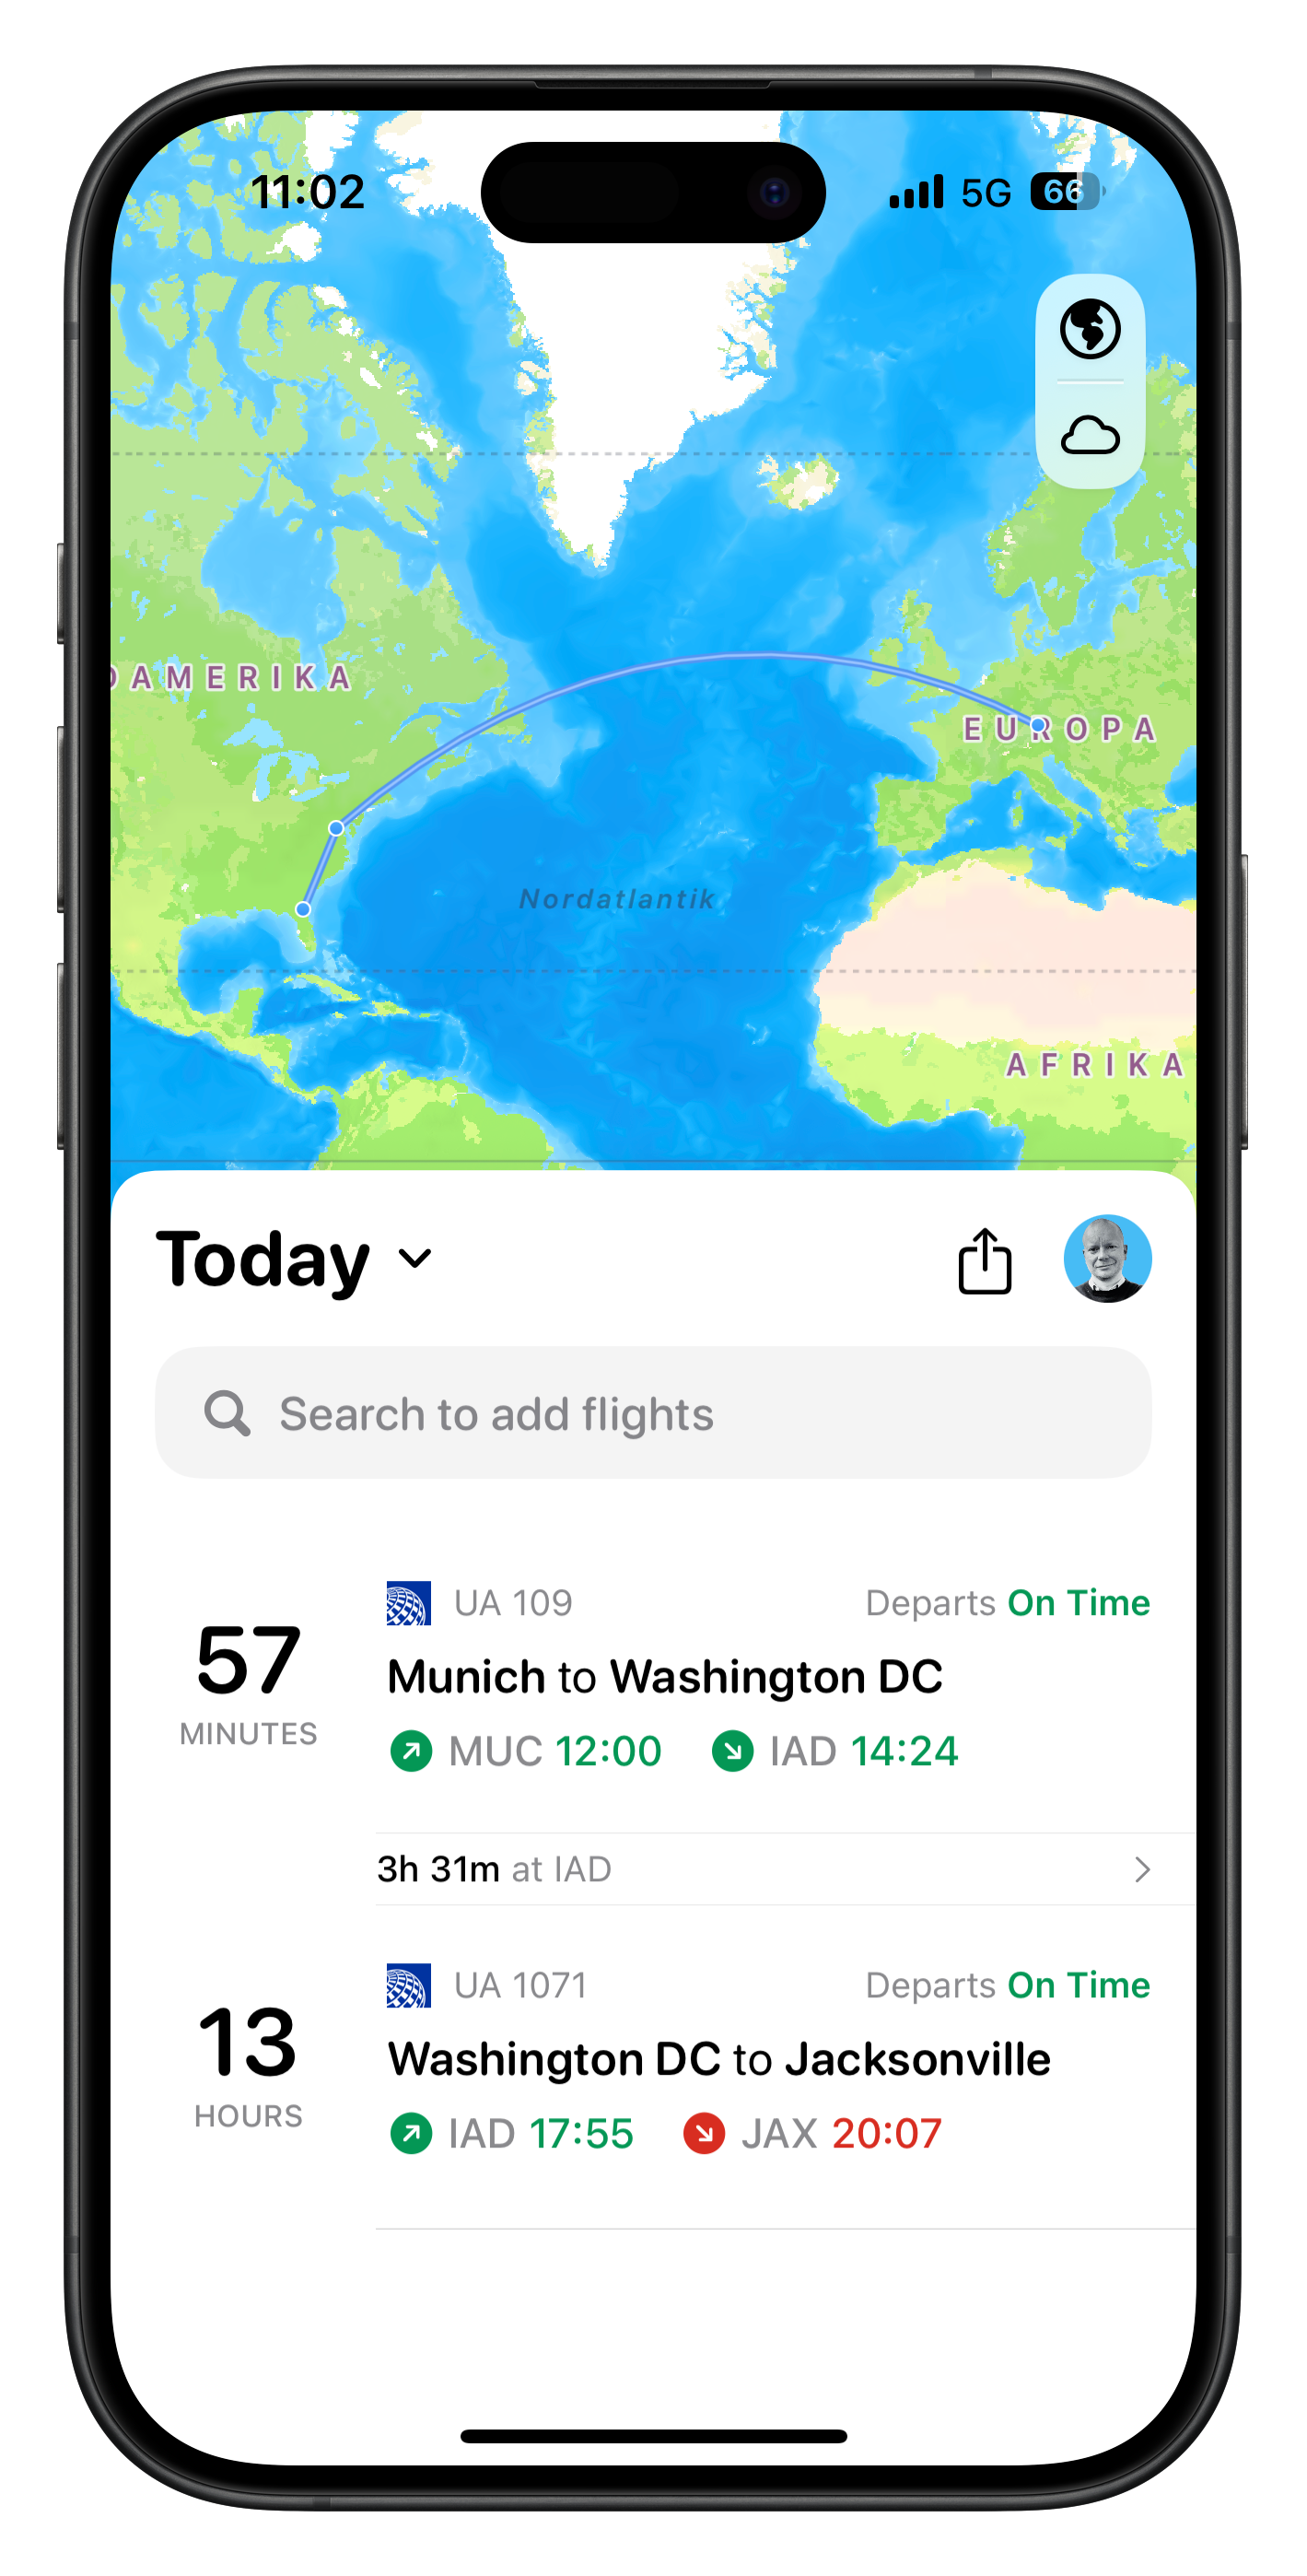 11:02
5G 66
DAMERIKA
EUROPA
Nordatlantik
AFRIKA
Today
Search to add flights
UA 109 Departs On Time
57 MINUTES
Munich to Washington DC
MUC 12:00 IAD 14:24
3h 31m at IAD
UA 1071 Departs On Time
13 HOURS
Washington DC to Jacksonville
IAD 17:55 JAX 20:07